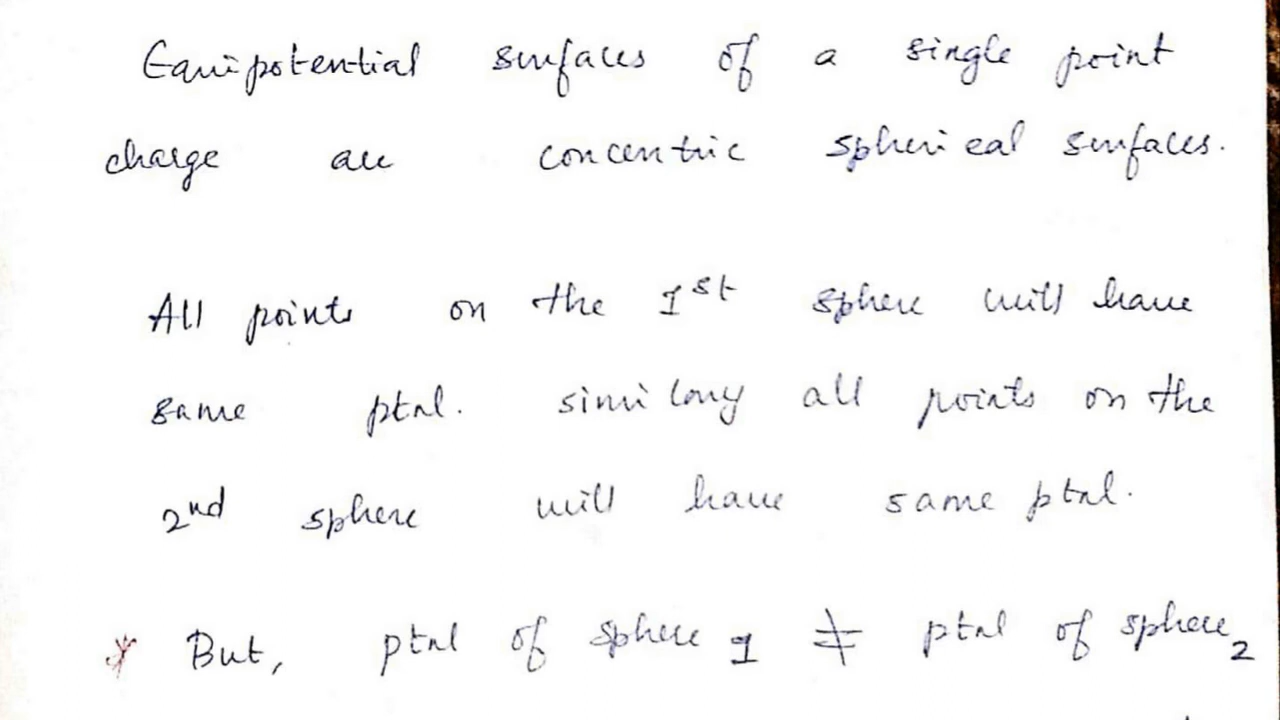 Equipotential surfaces of a single point
charge are concentric spherical surfaces.
All points on the 1st sphere will have
same ptnl. similarly all points on the
2nd sphere will have same ptnl.
* But, ptnl of sphere 1 ≠ ptnl of sphere 2